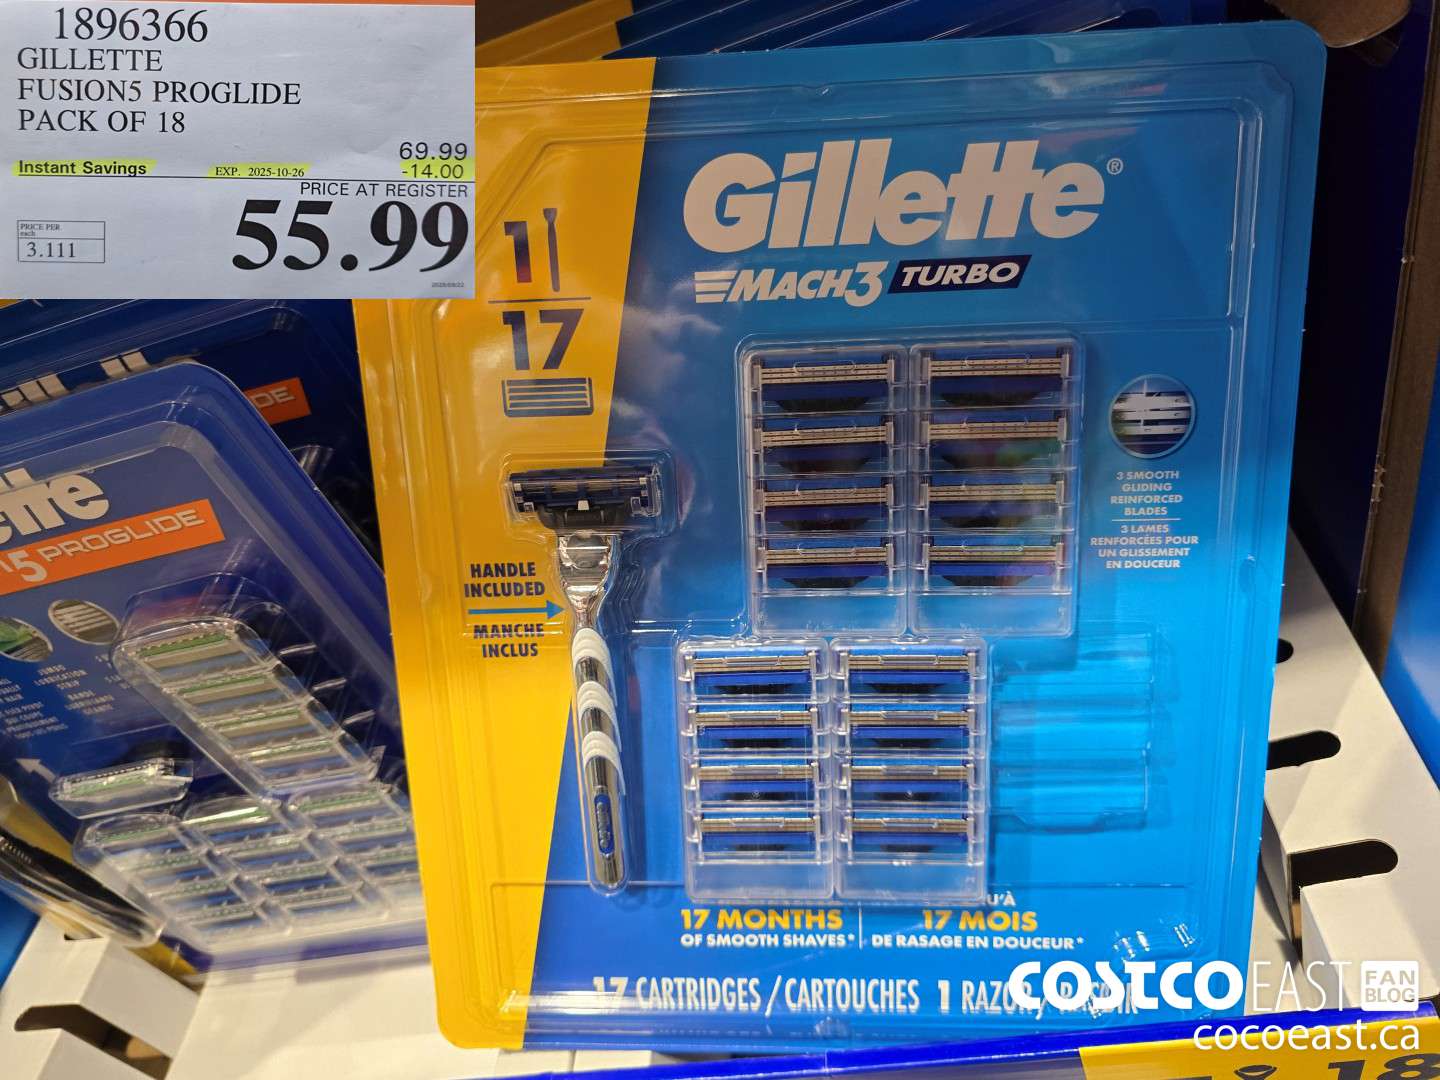 1896366
GILLETTE
FUSION5 PROGLIDE
PACK OF 18
69.99
Instant Savings EXP. 2025-10-26 -14.00
PRICE AT REGISTER
55.99
PRICE PER
each
3.111
Gillette®
MACH3 TURBO
1
17
HANDLE
INCLUDED
MANCHE
INCLUS
3 SMOOTH
GLIDING
REINFORCED
BLADES
3 LAMES
RENFORCÉES POUR
UN GLISSEMENT
EN DOUCEUR
17 MONTHS
OF SMOOTH SHAVES*
17 MOIS
DE RASAGE EN DOUCEUR*
17 CARTRIDGES / CARTOUCHES 1 RAZOR
5 PROGLIDE
COSTCO EAST FAN
BLOG
cocoeast.ca
18